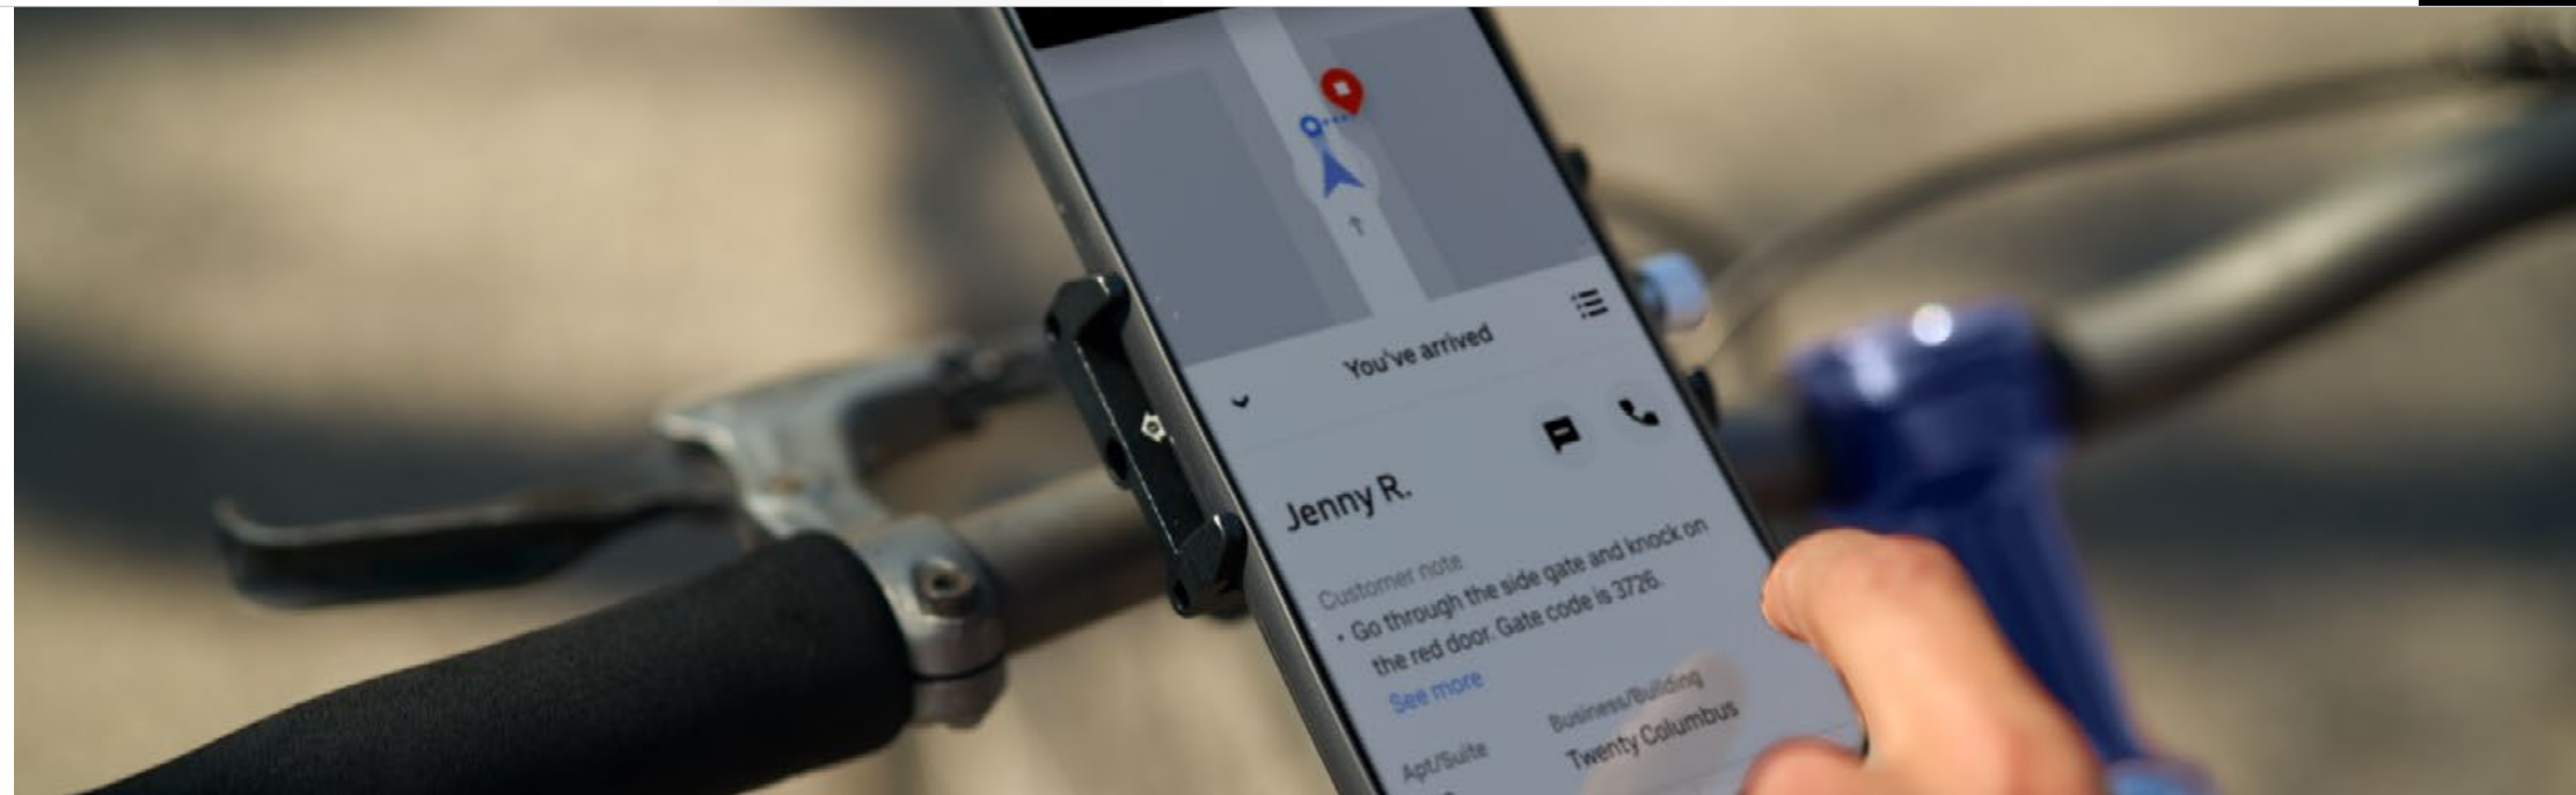 You've arrived
Jenny R.
Customer note
• Go through the side gate and knock on
the red door. Gate code is 3726.
See more
Apt/Suite
Business/Building
Twenty Columbus